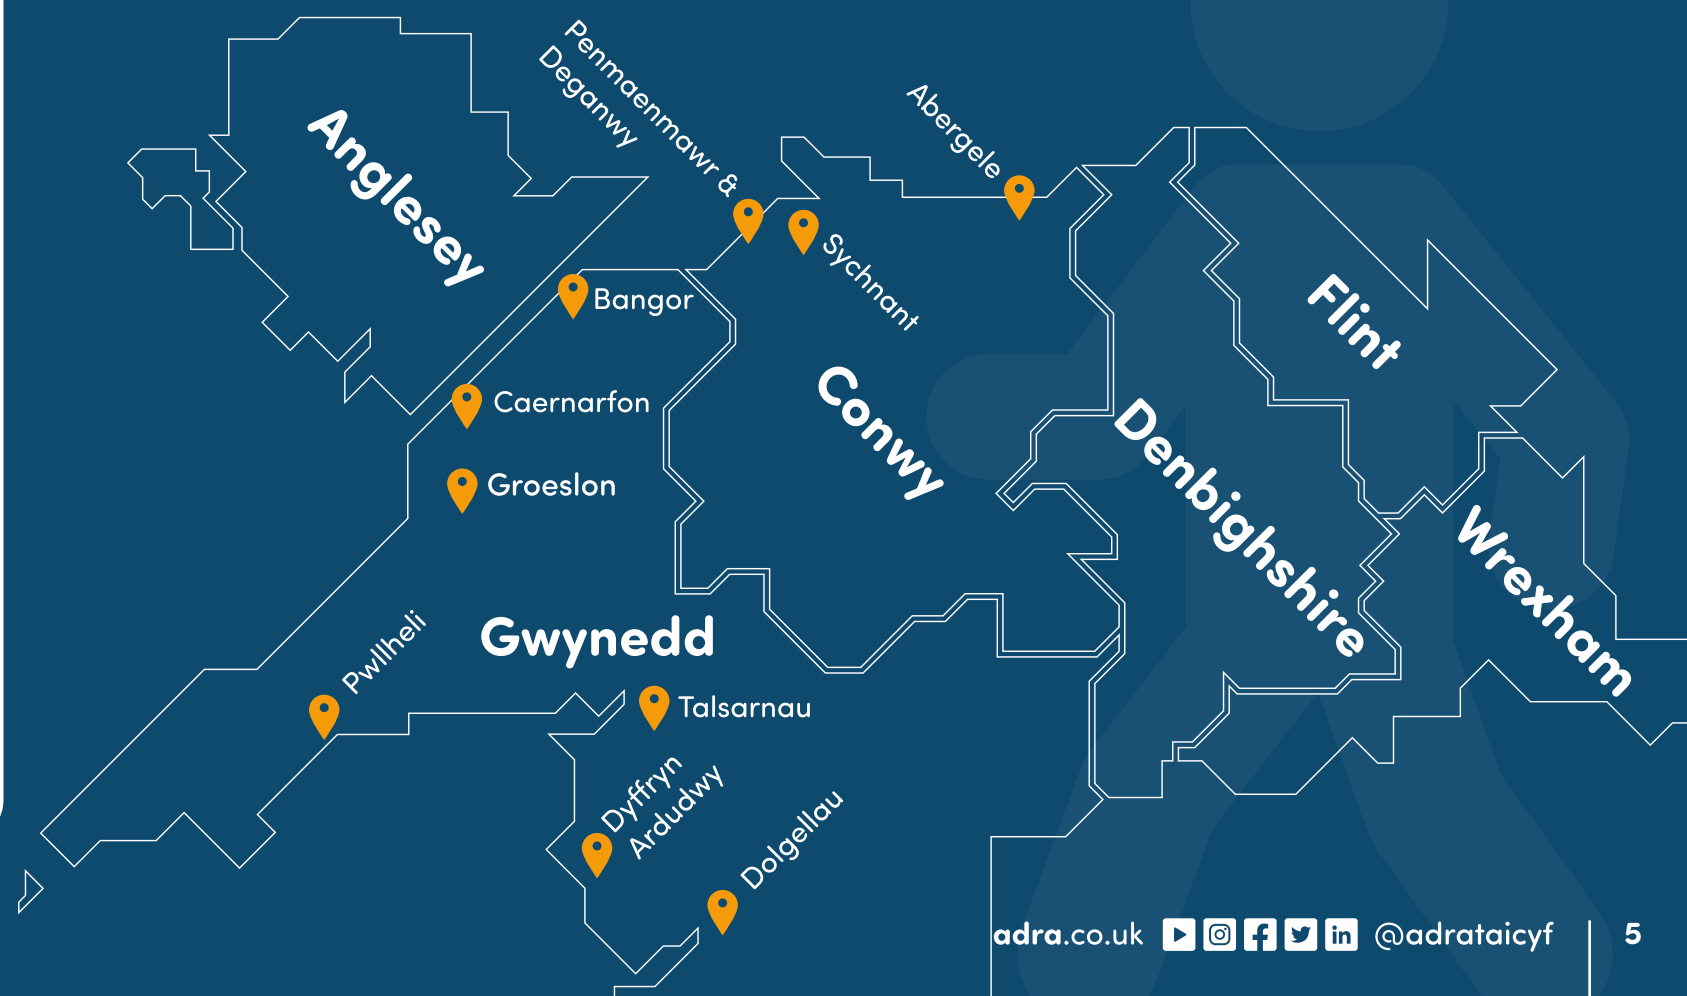 Penmaenmawr &
Deganwy
Abergele
Anglesey
Sychnant
Bangor
Flint
Caernarfon
Conwy
Groeslon
Denbighshire
Wrexham
Gwynedd
Pwllheli
Talsarnau
Dyffryn
Ardudwy
Dolgellau
adra.co.uk @adrataicyf 5